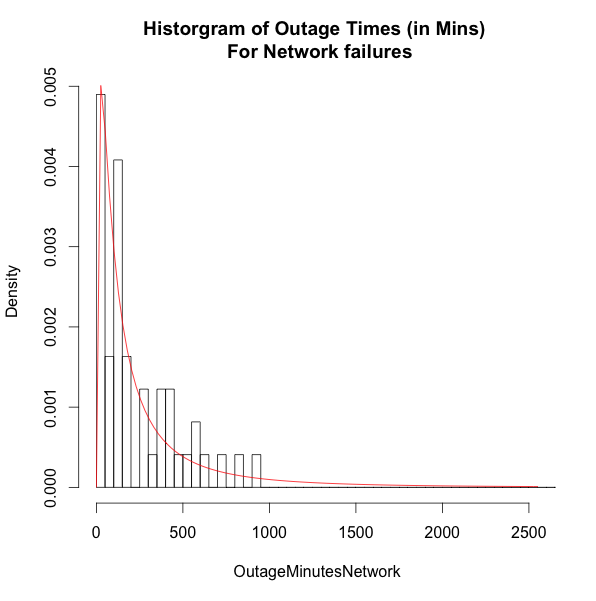 Historgram of Outage Times (in Mins)
For Network failures
Density
0.005
0.004
0.003
0.002
0.001
0.000
0 500 1000 1500 2000 2500
OutageMinutesNetwork